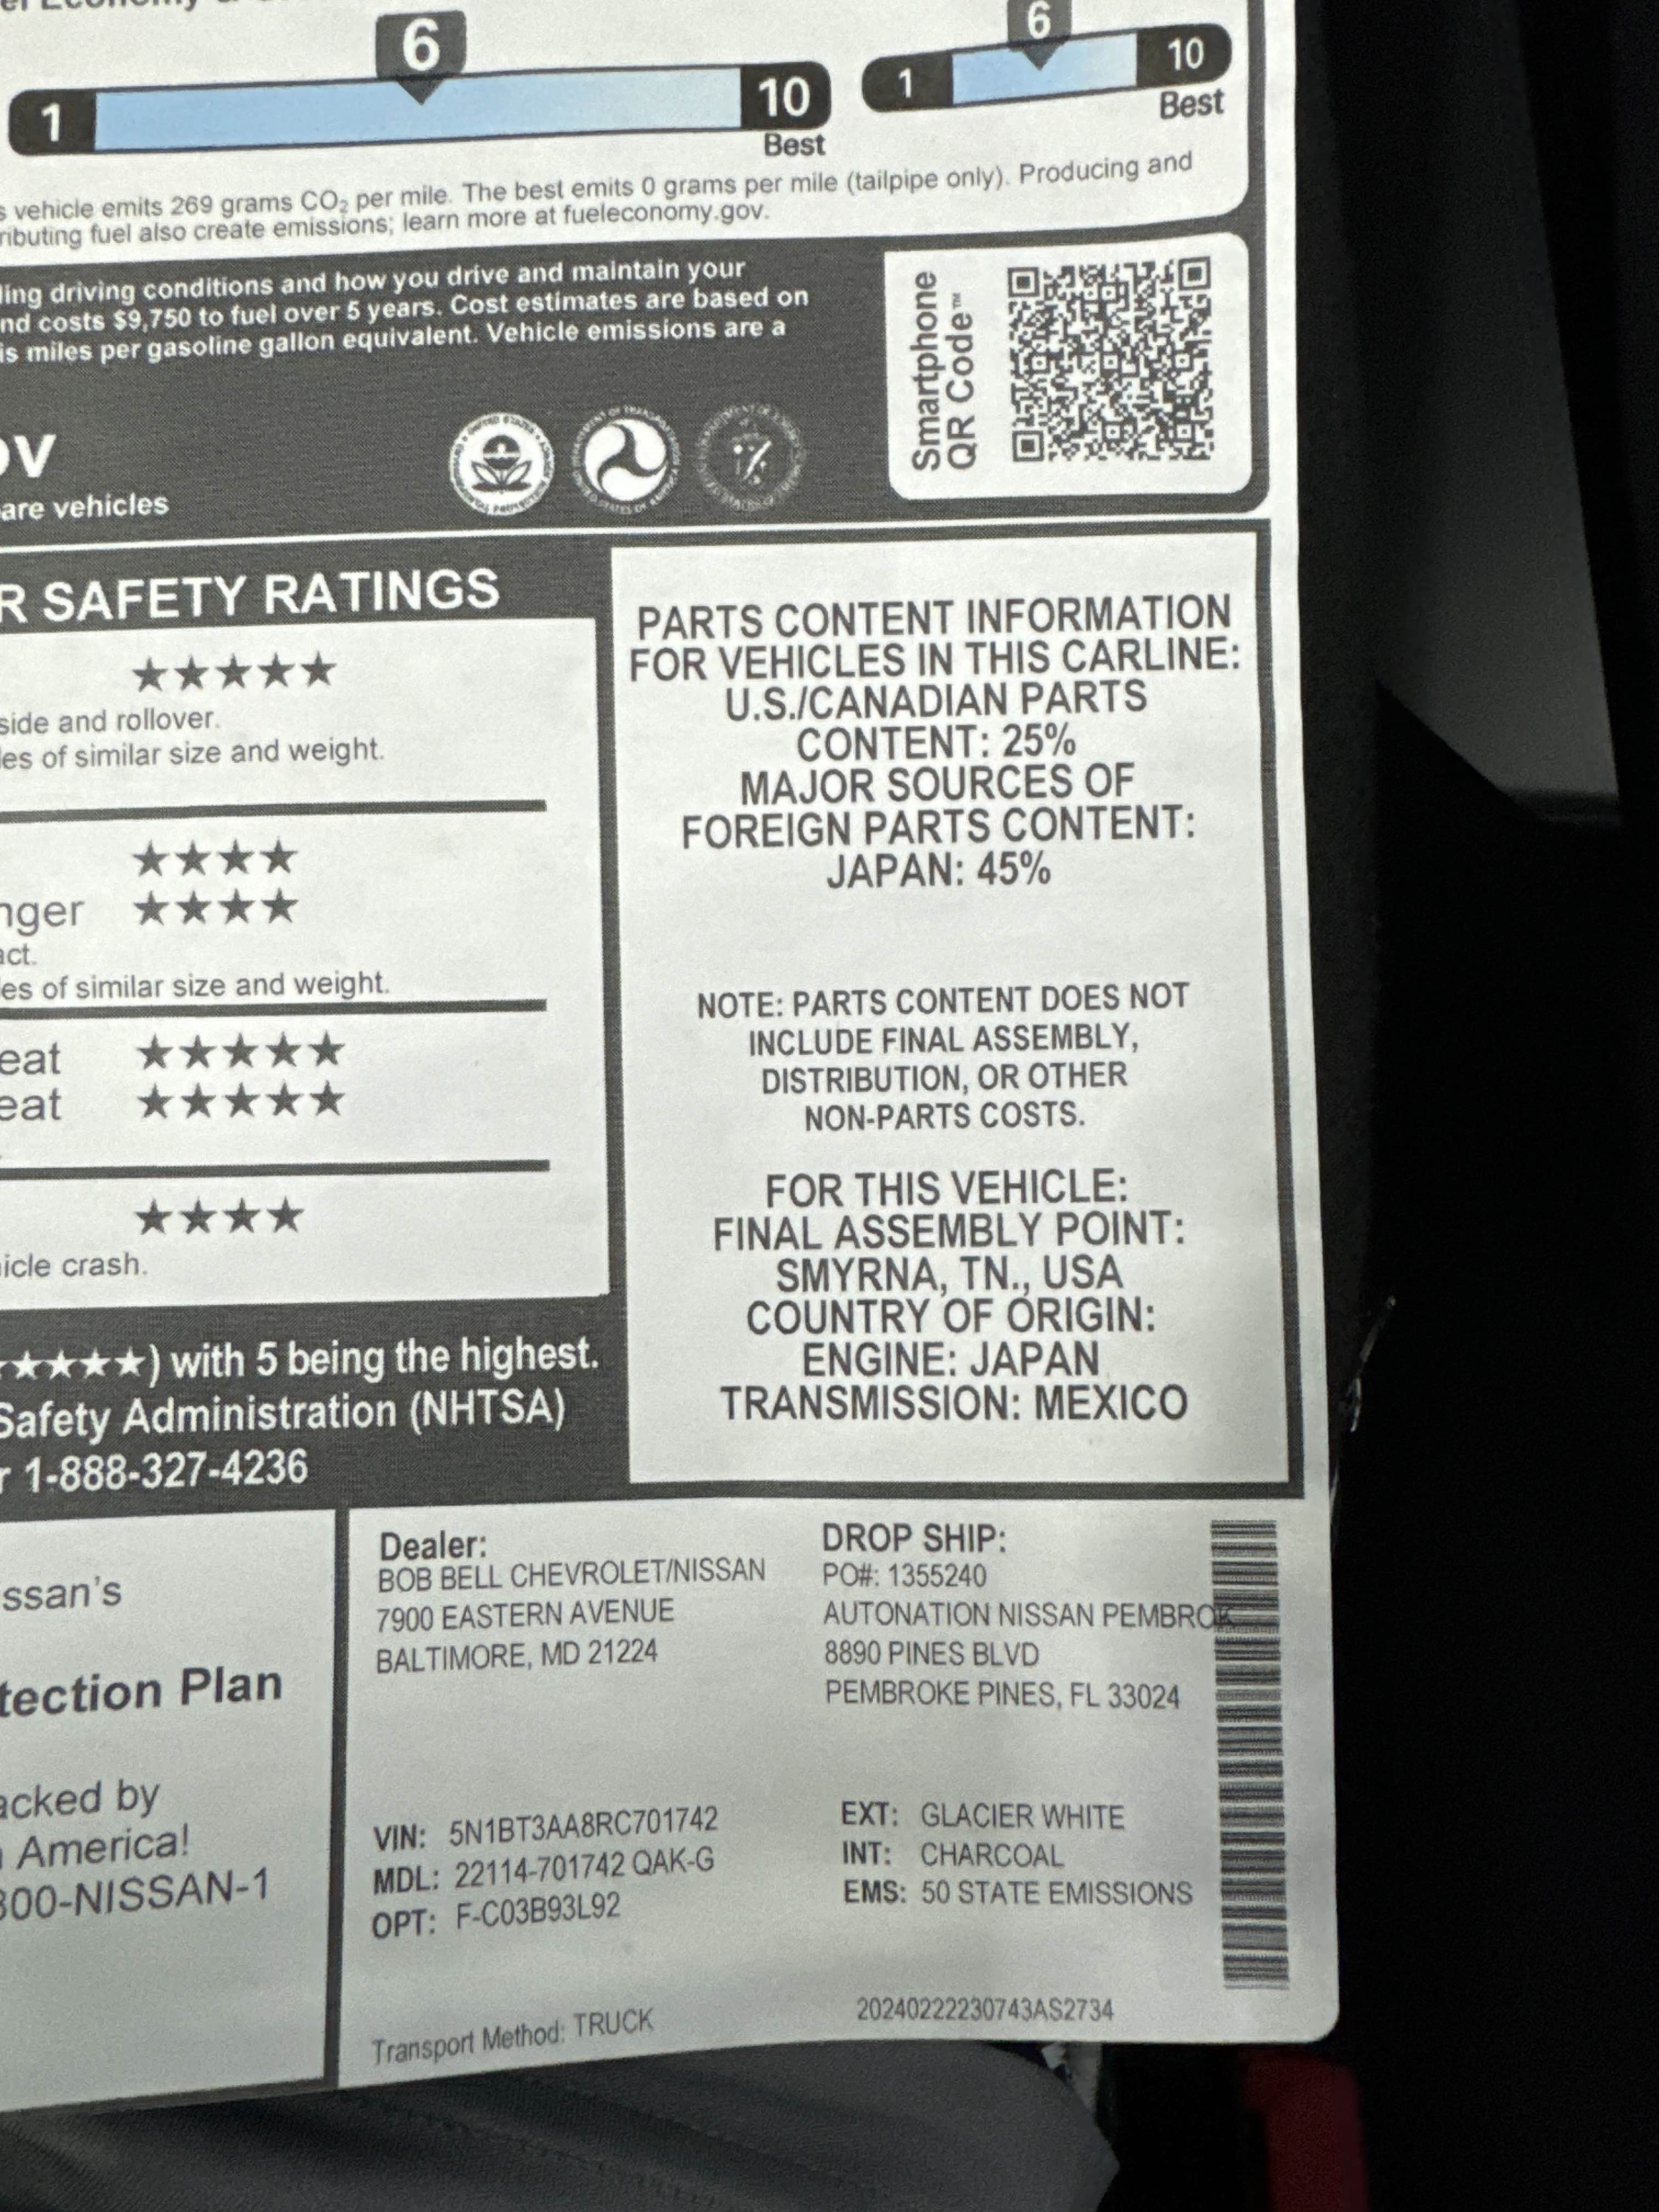 6
1
10
Best
6
1
10
Best
vehicle emits 269 grams CO₂ per mile. The best emits 0 grams per mile (tailpipe only). Producing and
ributing fuel also create emissions; learn more at fueleconomy.gov.
ling driving conditions and how you drive and maintain your
nd costs $9,750 to fuel over 5 years. Cost estimates are based on
is miles per gasoline gallon equivalent. Vehicle emissions are a
Smartphone
QR Code™
ov
are vehicles
R SAFETY RATINGS
★★★★★
side and rollover.
les of similar size and weight.
★★★★
nger ★★★★
act.
es of similar size and weight.
eat ★★★★★
eat ★★★★★
★★★★
icle crash.
★★★★★) with 5 being the highest.
Safety Administration (NHTSA)
r 1-888-327-4236
PARTS CONTENT INFORMATION
FOR VEHICLES IN THIS CARLINE:
U.S./CANADIAN PARTS
CONTENT: 25%
MAJOR SOURCES OF
FOREIGN PARTS CONTENT:
JAPAN: 45%
NOTE: PARTS CONTENT DOES NOT
INCLUDE FINAL ASSEMBLY,
DISTRIBUTION, OR OTHER
NON-PARTS COSTS.
FOR THIS VEHICLE:
FINAL ASSEMBLY POINT:
SMYRNA, TN., USA
COUNTRY OF ORIGIN:
ENGINE: JAPAN
TRANSMISSION: MEXICO
issan's
tection Plan
acked by
America!
800-NISSAN-1
Dealer:
BOB BELL CHEVROLET/NISSAN
7900 EASTERN AVENUE
BALTIMORE, MD 21224
DROP SHIP:
PO#: 1355240
AUTONATION NISSAN PEMBROK
8890 PINES BLVD
PEMBROKE PINES, FL 33024
VIN: 5N1BT3AA8RC701742
MDL: 22114-701742 QAK-G
OPT: F-C03B93L92
EXT: GLACIER WHITE
INT: CHARCOAL
EMS: 50 STATE EMISSIONS
Transport Method: TRUCK
20240222230743AS2734